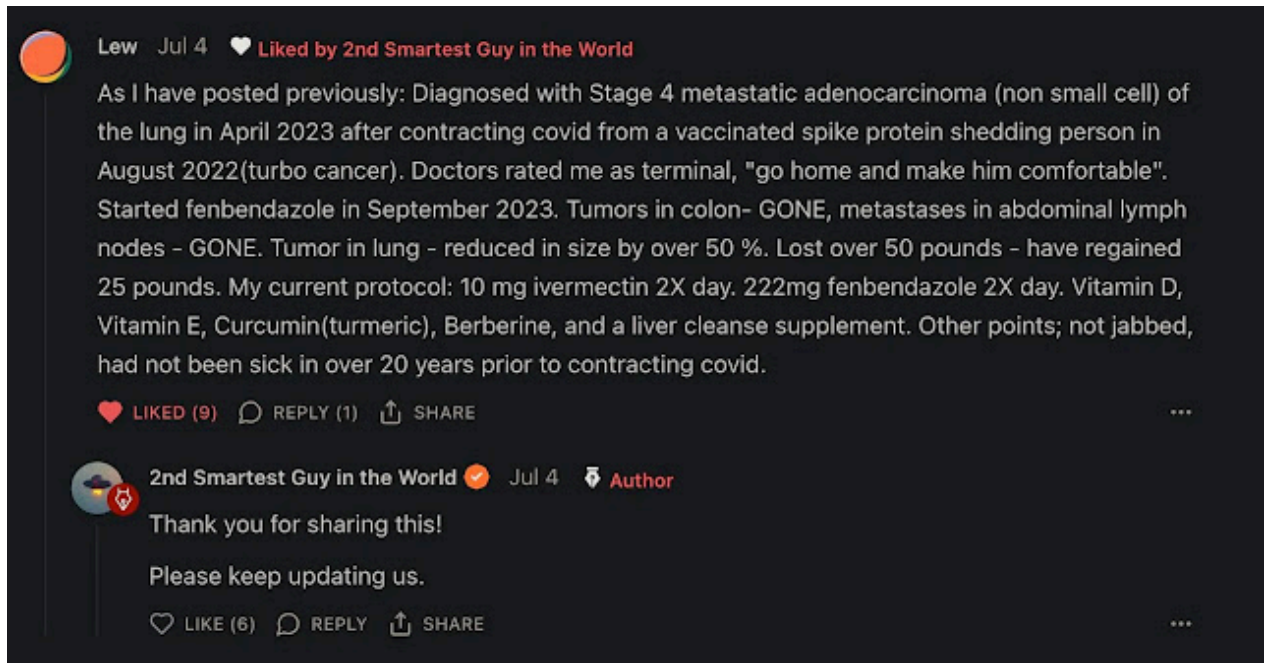 Lew Jul 4 Liked by 2nd Smartest Guy in the World
As I have posted previously: Diagnosed with Stage 4 metastatic adenocarcinoma (non small cell) of
the lung in April 2023 after contracting covid from a vaccinated spike protein shedding person in
August 2022(turbo cancer). Doctors rated me as terminal, "go home and make him comfortable".
Started fenbendazole in September 2023. Tumors in colon- GONE, metastases in abdominal lymph
nodes - GONE. Tumor in lung - reduced in size by over 50 %. Lost over 50 pounds - have regained
25 pounds. My current protocol: 10 mg ivermectin 2X day. 222mg fenbendazole 2X day. Vitamin D,
Vitamin E, Curcumin(turmeric), Berberine, and a liver cleanse supplement. Other points; not jabbed,
had not been sick in over 20 years prior to contracting covid.
LIKED (9) REPLY (1) SHARE
2nd Smartest Guy in the World Jul 4 Author
Thank you for sharing this!
Please keep updating us.
LIKE (6) REPLY SHARE